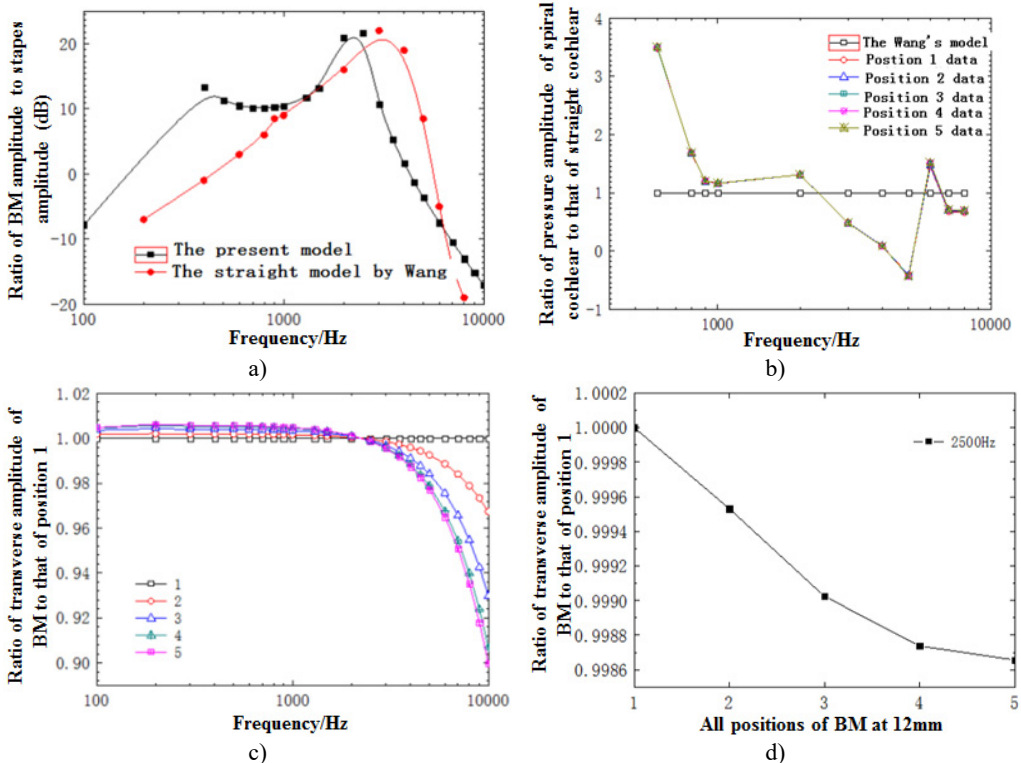 Ratio of BM amplitude to stapes
amplitude (dB)
20
10
0
-10
-20
100
1000
10000
The present model
The straight model by Wang
Frequency/Hz
a)
Ratio of pressure amplitude of spiral
cochlear to that of straight cochlear
4
3
2
1
0
-1
1000
10000
The Wang's model
Postion 1 data
Position 2 data
Position 3 data
Position 4 data
Position 5 data
Frequency/Hz
b)
Ratio of transverse amplitude of
BM to that of position 1
1.02
1.00
0.98
0.96
0.94
0.92
0.90
100
1000
10000
1
2
3
4
5
Frequency/Hz
c)
Ratio of transverse amplitude of
BM to that of position 1
1.0002
1.0000
0.9998
0.9996
0.9994
0.9992
0.9990
0.9988
0.9986
1
2
3
4
5
2500Hz
All positions of BM at 12mm
d)